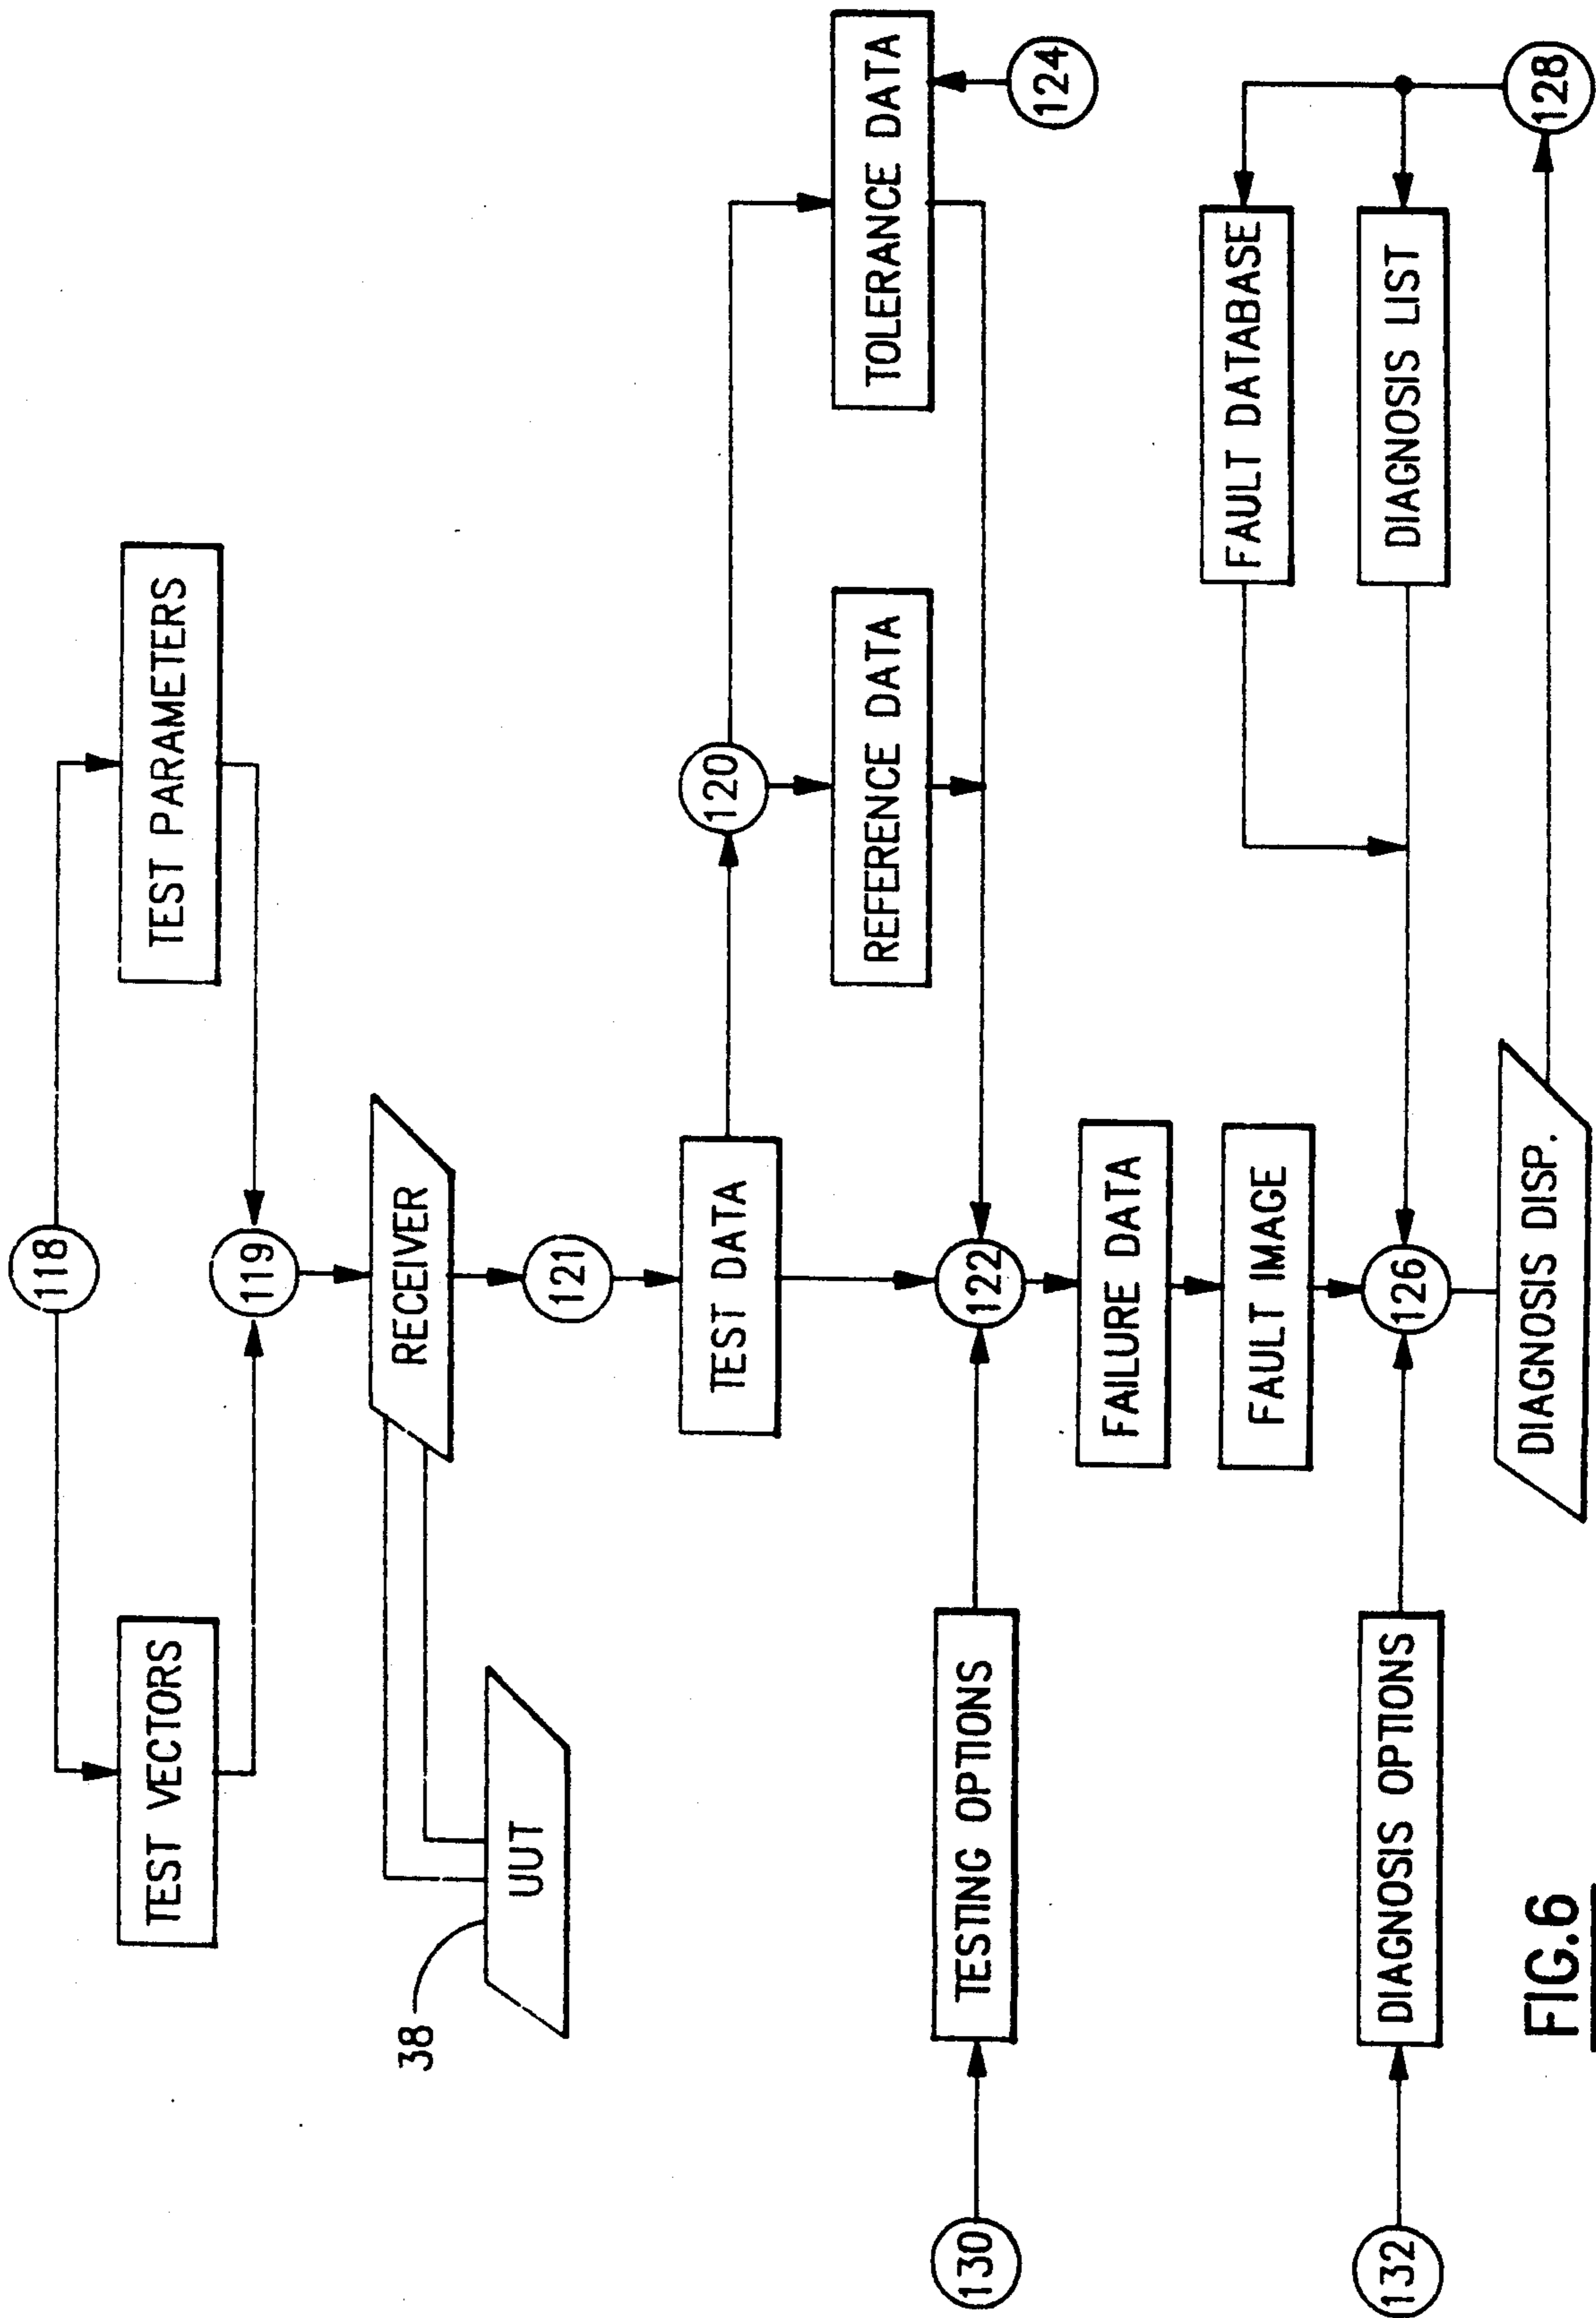 118
TEST VECTORS
TEST PARAMETERS
119
RECEIVER
38
UUT
121
TEST DATA
120
REFERENCE DATA
TOLERANCE DATA
124
130
TESTING OPTIONS
122
FAILURE DATA
FAULT IMAGE
FAULT DATABASE
DIAGNOSIS LIST
132
DIAGNOSIS OPTIONS
126
DIAGNOSIS DISP.
128
FIG.6